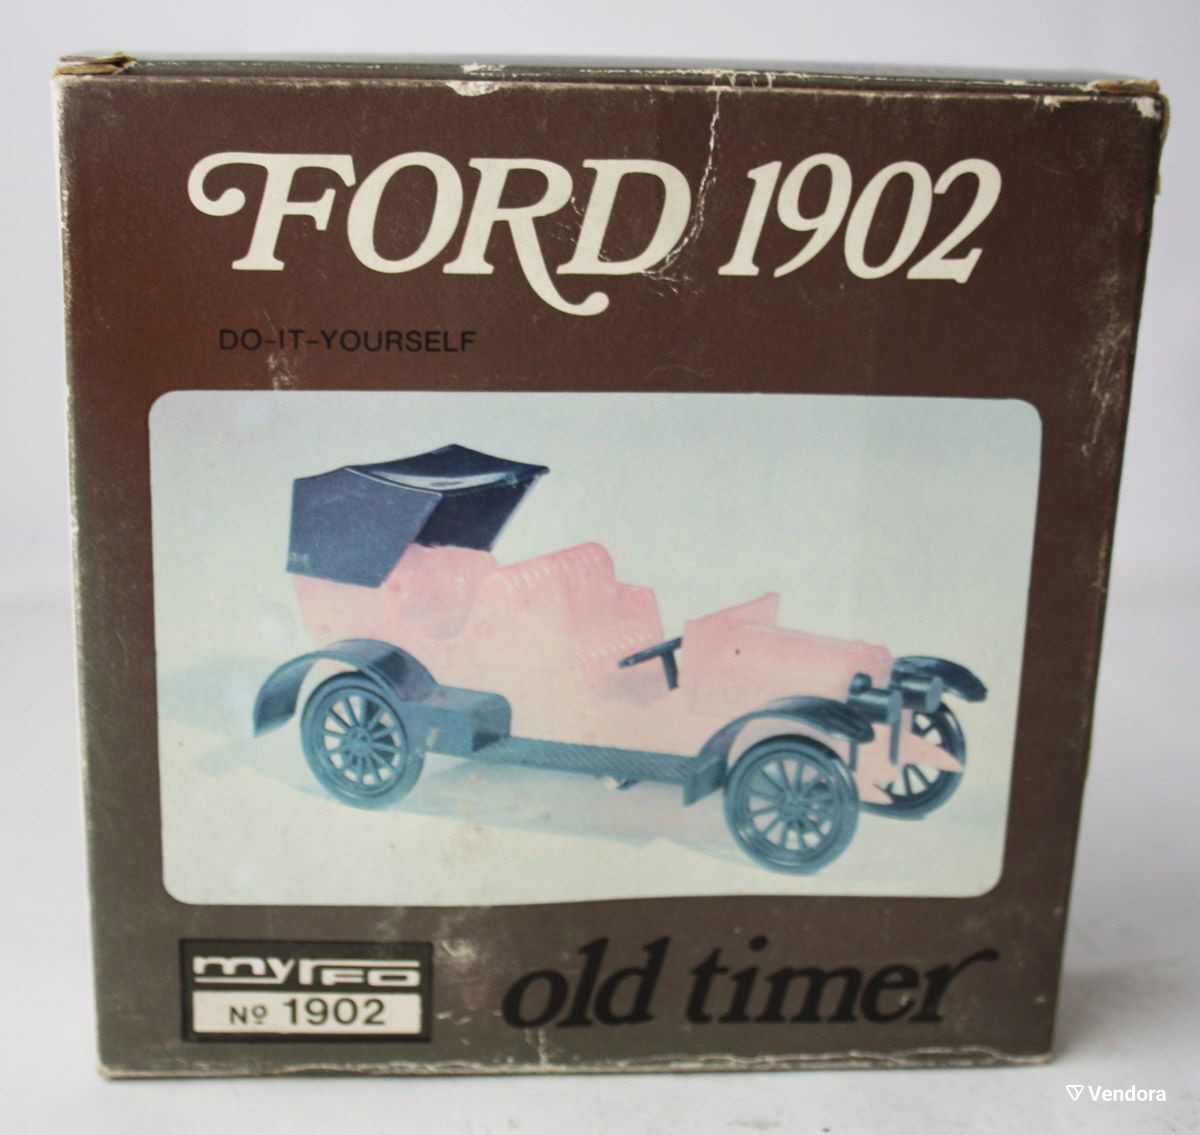 FORD 1902
DO-IT-YOURSELF
myrFO
Nº 1902
old timer
Vendora